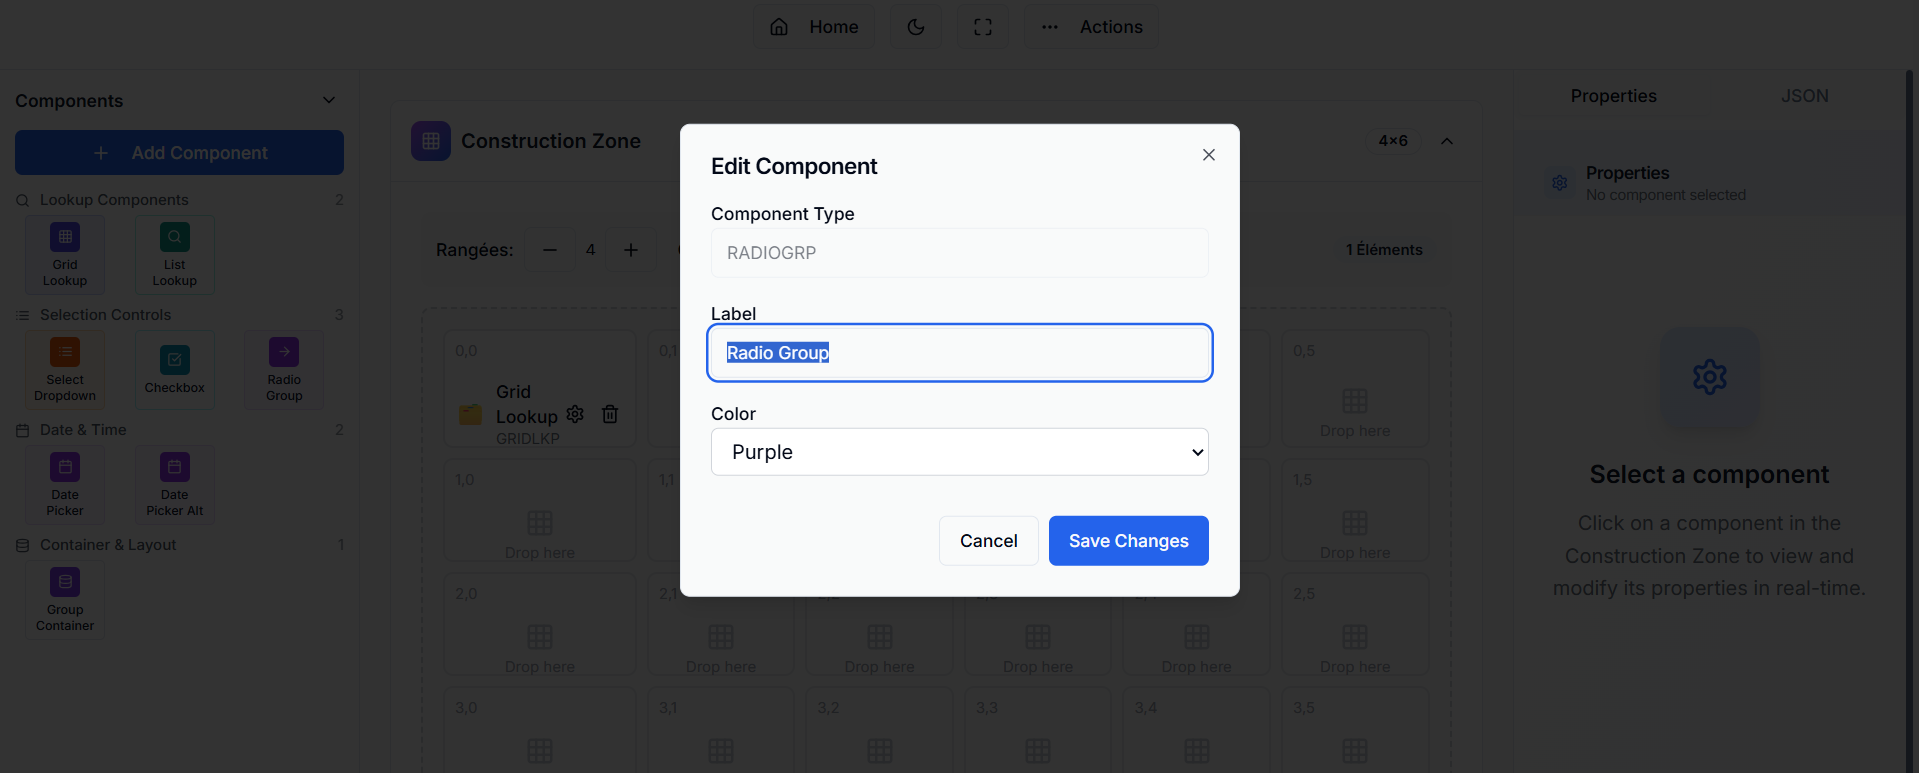 Home
Actions
Components
Add Component
Lookup Components 2
Grid
Lookup
List
Lookup
Selection Controls 3
Select
Dropdown
Checkbox
Radio
Group
Date & Time 2
Date
Picker
Date
Picker Alt
Container & Layout 1
Group
Container
Construction Zone
4×6
Rangées:
4
1 Éléments
0,0
Grid
Lookup
GRIDLKP
0,1
0,5
Drop here
1,0
Drop here
1,1
1,5
Drop here
2,0
Drop here
2,1
Drop here
Drop here
Drop here
Drop here
2,5
Drop here
3,0
3,1
3,2
3,3
3,4
3,5
Edit Component
Component Type
RADIOGRP
Label
Radio Group
Color
Purple
Cancel
Save Changes
Properties
JSON
Properties
No component selected
Select a component
Click on a component in the
Construction Zone to view and
modify its properties in real-time.